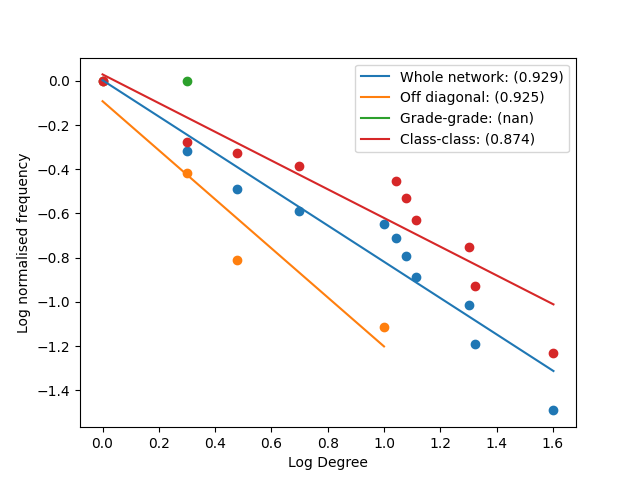 Whole network: (0.929)
Off diagonal: (0.925)
Grade-grade: (nan)
Class-class: (0.874)
0.0
−0.2
−0.4
−0.6
−0.8
−1.0
−1.2
−1.4
Log normalised frequency
0.0 0.2 0.4 0.6 0.8 1.0 1.2 1.4 1.6
Log Degree